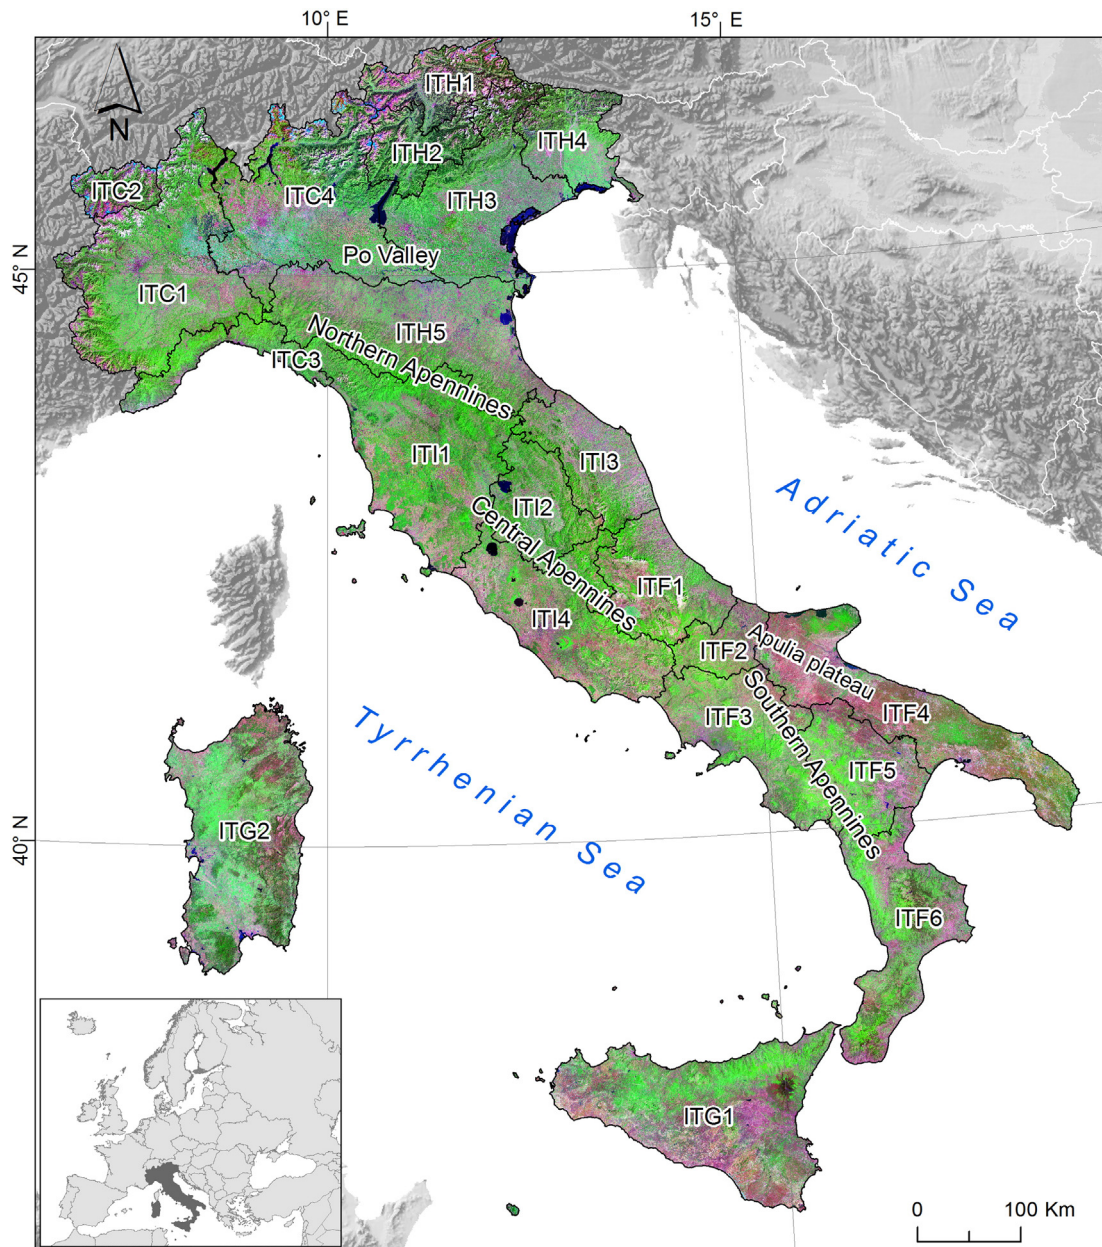 10° E
15° E
N
ITH1
ITH2
ITH4
ITC2
ITC4
ITH3
Po Valley
45° N
ITC1
ITH5
Northern Apennines
ITC3
ITI1
ITI3
ITI2
Central Apennines
Adriatic Sea
ITF1
ITI4
ITF2
Apulia plateau
ITF4
ITF3
Southern Apennines
Tyrrhenian Sea
ITF5
40° N
ITG2
ITF6
ITG1
0 100 Km